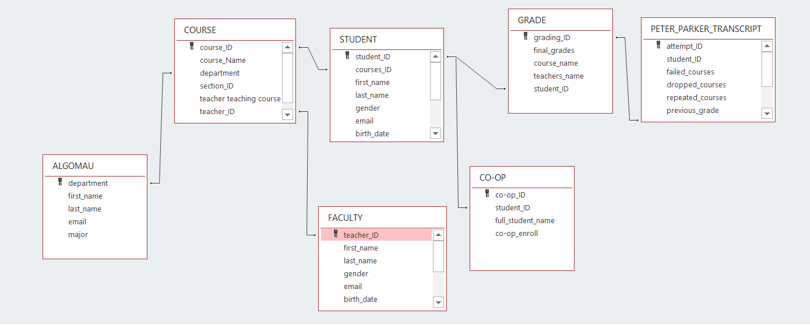 COURSE
course_ID
course_Name
department
section_ID
teacher teaching course
teacher_ID
STUDENT
student_ID
courses_ID
first_name
last_name
gender
email
birth_date
GRADE
grading_ID
final_grades
course_name
teachers_name
student_ID
PETER_PARKER_TRANSCRIPT
attempt_ID
student_ID
failed_courses
dropped_courses
repeated_courses
previous_grade
ALGOMAU
department
first_name
last_name
email
major
FACULTY
teacher_ID
first_name
last_name
gender
email
birth_date
CO-OP
co-op_ID
student_ID
full_student_name
co-op_enroll